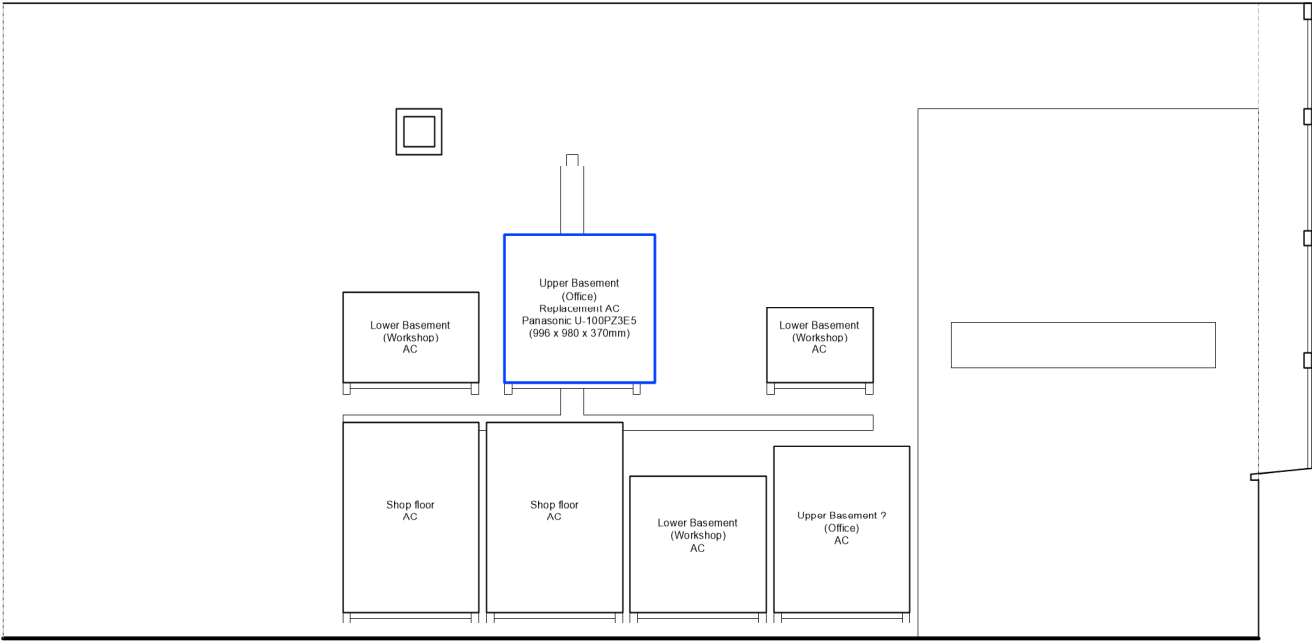 Upper Basement
(Office)
Replacement AC
Panasonic U-100PZ3E5
(996 x 980 x 370mm)
Lower Basement
(Workshop)
AC
Lower Basement
(Workshop)
AC
Shop floor
AC
Shop floor
AC
Lower Basement
(Workshop)
AC
Upper Basement ?
(Office)
AC